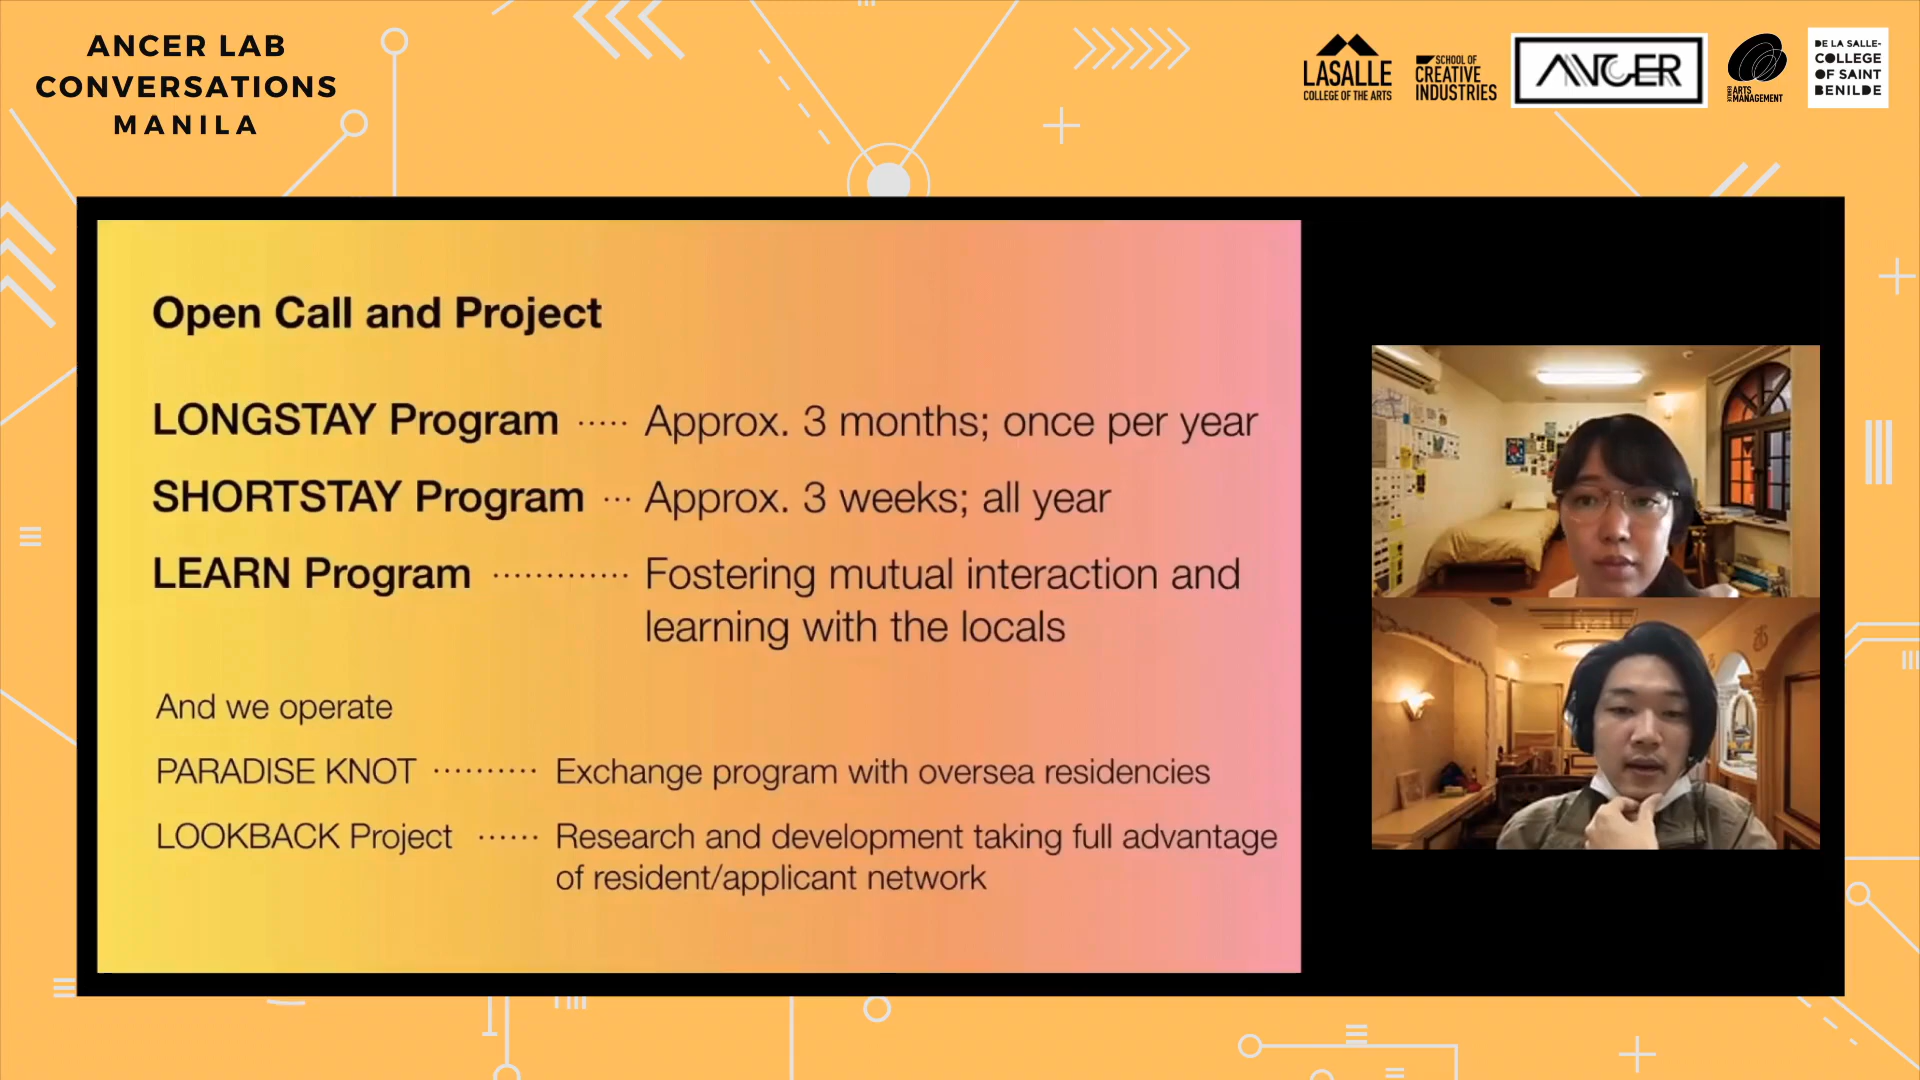 ANCER LAB
CONVERSATIONS
MANILA
LASALLE
COLLEGE OF THE ARTS
SCHOOL OF
CREATIVE
INDUSTRIES
ANCER
ARTS
MANAGEMENT
DE LA SALLE-
COLLEGE
OF SAINT
BENILDE
Open Call and Project
LONGSTAY Program ····· Approx. 3 months; once per year
SHORTSTAY Program ··· Approx. 3 weeks; all year
LEARN Program ············· Fostering mutual interaction and
learning with the locals
And we operate
PARADISE KNOT ·········· Exchange program with oversea residencies
LOOKBACK Project ······ Research and development taking full advantage
of resident/applicant network